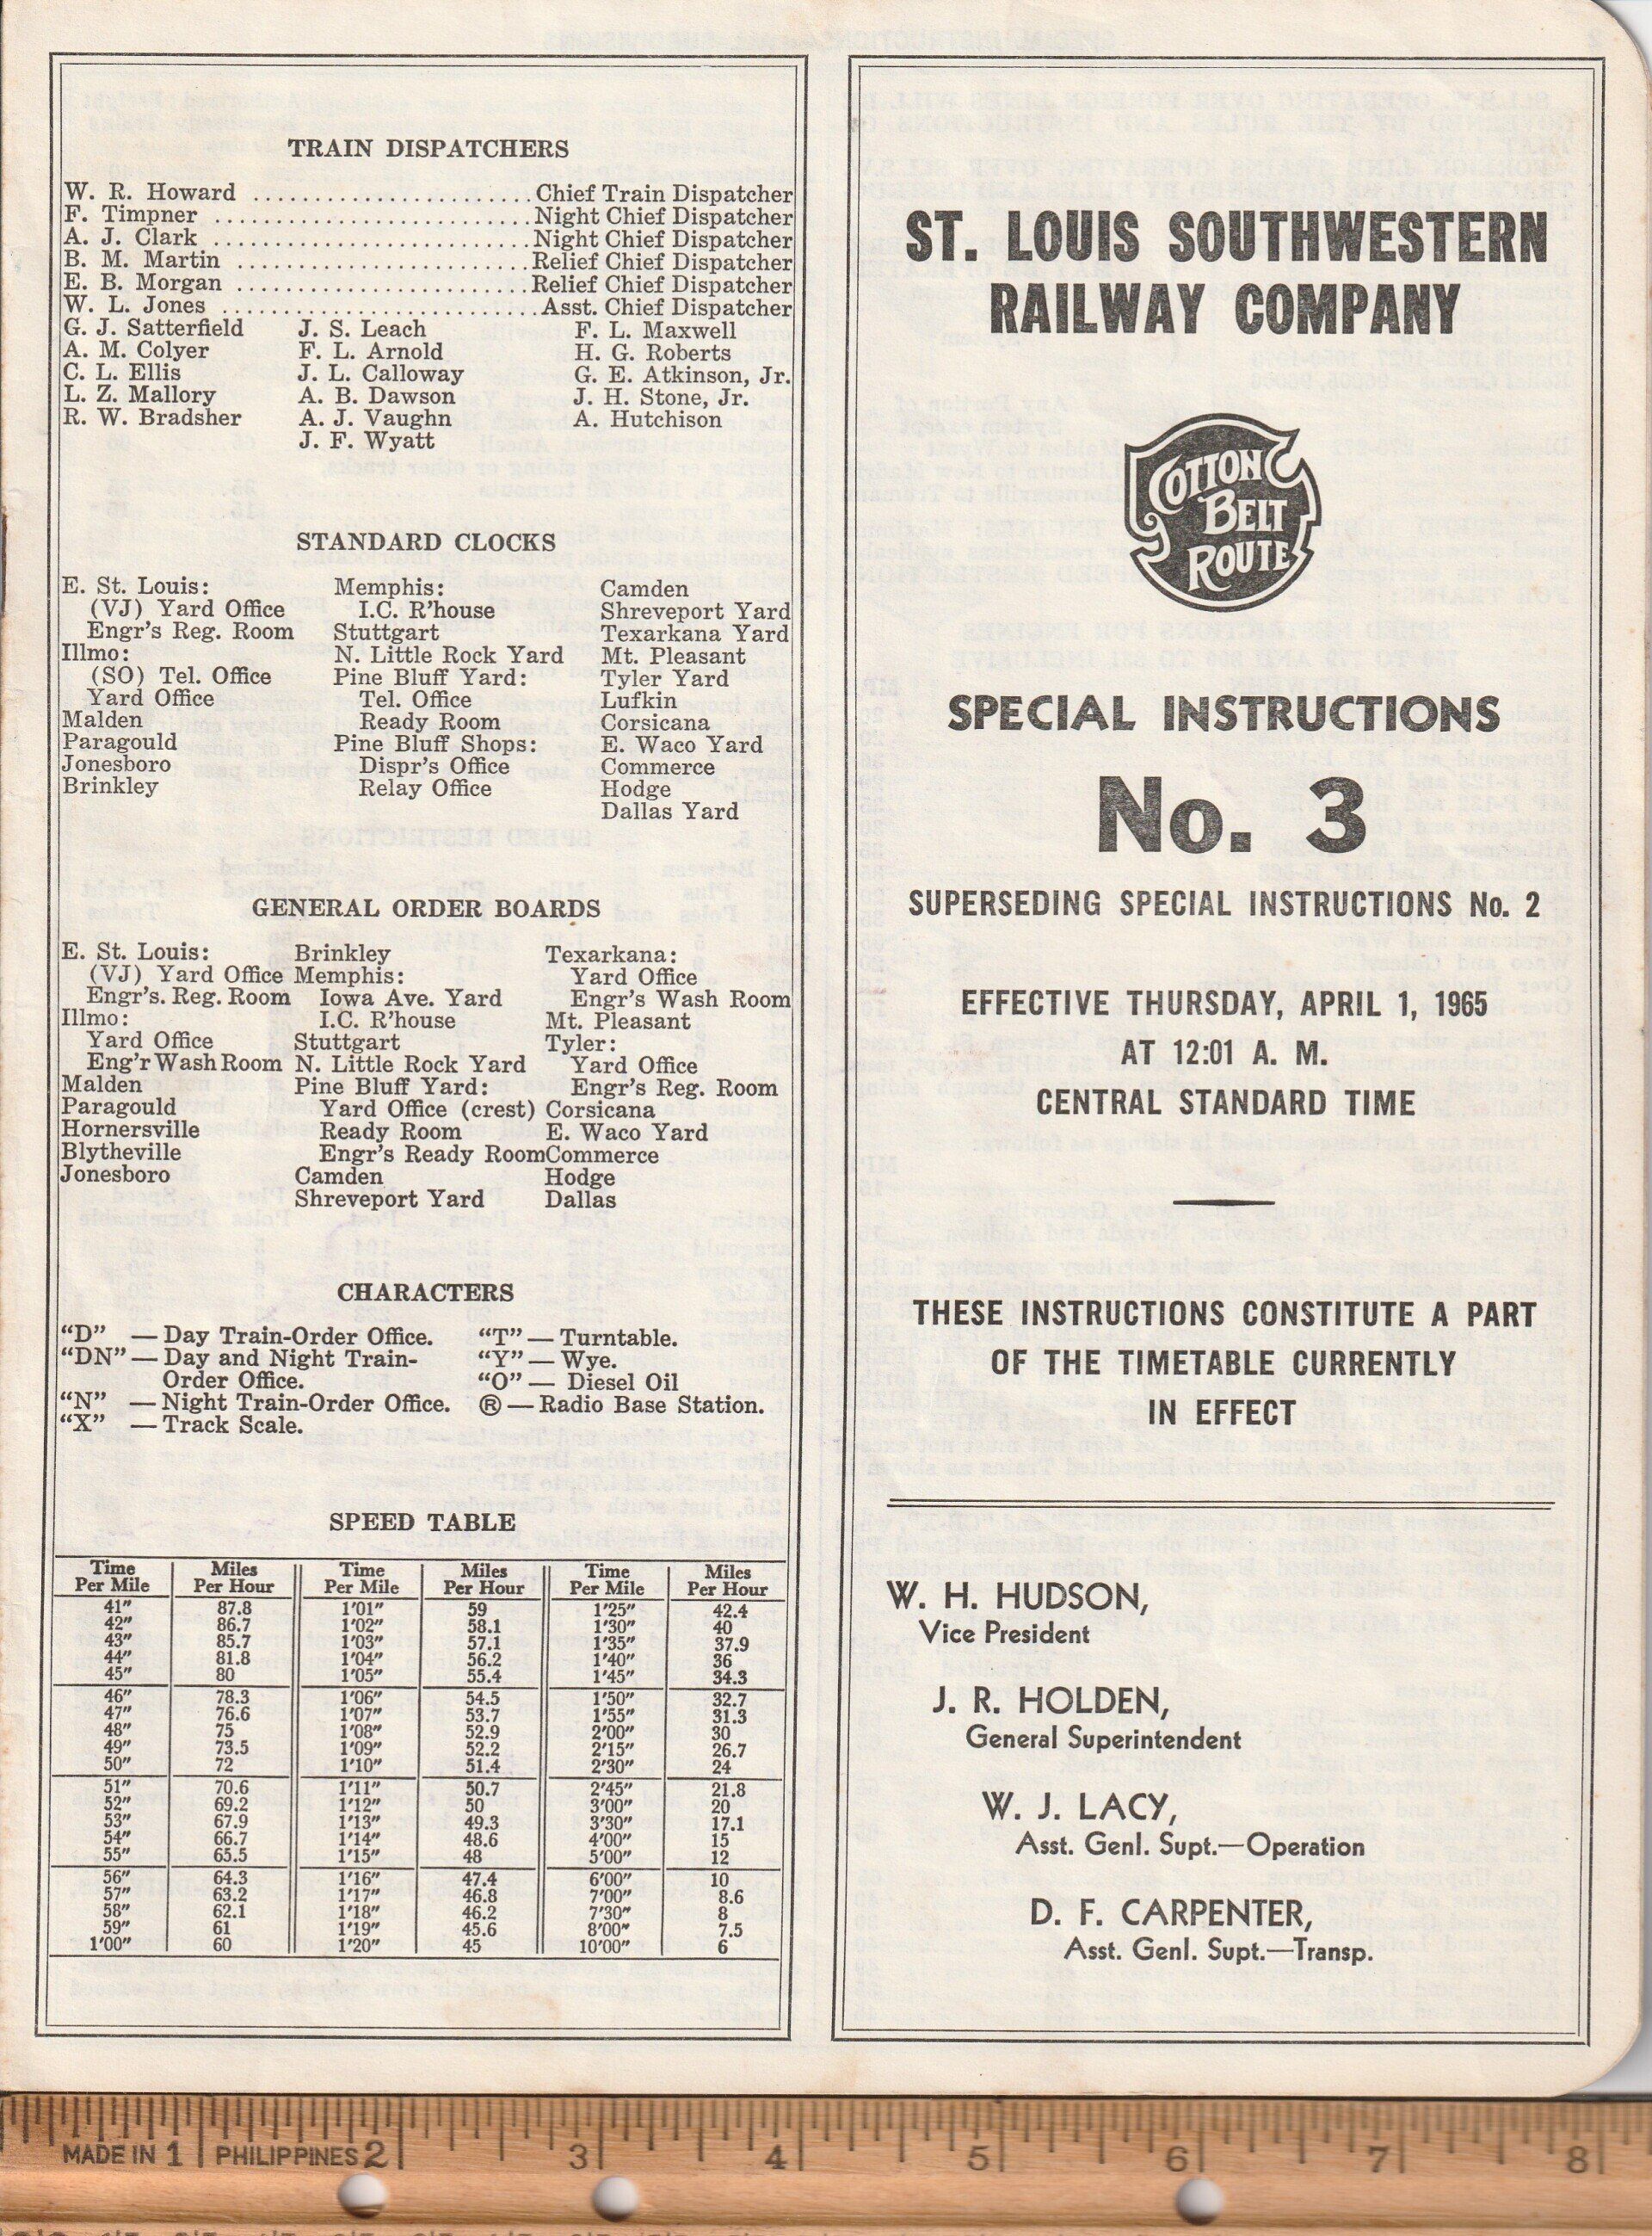 TRAIN DISPATCHERS
W. R. Howard ....................... Chief Train Dispatcher
F. Timpner .......................... Night Chief Dispatcher
A. J. Clark .......................... Night Chief Dispatcher
B. M. Martin ........................ Relief Chief Dispatcher
E. B. Morgan ........................ Relief Chief Dispatcher
W. L. Jones .......................... Asst. Chief Dispatcher
G. J. Satterfield J. S. Leach F. L. Maxwell
A. M. Colyer F. L. Arnold H. G. Roberts
C. L. Ellis J. L. Calloway G. E. Atkinson, Jr.
L. Z. Mallory A. B. Dawson J. H. Stone, Jr.
R. W. Bradsher A. J. Vaughn A. Hutchison
J. F. Wyatt
STANDARD CLOCKS
E. St. Louis: Memphis: Camden
(VJ) Yard Office I.C. R'house Shreveport Yard
Engr's Reg. Room Stuttgart Texarkana Yard
Illmo: N. Little Rock Yard Mt. Pleasant
(SO) Tel. Office Pine Bluff Yard: Tyler Yard
Yard Office Tel. Office Lufkin
Malden Ready Room Corsicana
Paragould Pine Bluff Shops: E. Waco Yard
Jonesboro Dispr's Office Commerce
Brinkley Relay Office Hodge
Dallas Yard
GENERAL ORDER BOARDS
E. St. Louis: Brinkley Texarkana:
(VJ) Yard Office Memphis: Yard Office
Engr's. Reg. Room Iowa Ave. Yard Engr's Wash Room
Illmo: I.C. R'house Mt. Pleasant
Yard Office Stuttgart Tyler:
Eng'r Wash Room N. Little Rock Yard Yard Office
Malden Pine Bluff Yard: Engr's Reg. Room
Paragould Yard Office (crest) Corsicana
Hornersville Ready Room E. Waco Yard
Blytheville Engr's Ready Room Commerce
Jonesboro Camden Hodge
Shreveport Yard Dallas
CHARACTERS
“D” — Day Train-Order Office. “T” — Turntable.
“DN” — Day and Night Train- “Y” — Wye.
Order Office. “O” — Diesel Oil
“N” — Night Train-Order Office. ® — Radio Base Station.
“X” — Track Scale.
SPEED TABLE
Time Miles Time Miles Time Miles
Per Mile Per Hour Per Mile Per Hour Per Mile Per Hour
41″ 87.8 1′01″ 59 1′25″ 42.4
42″ 86.7 1′02″ 58.1 1′30″ 40
43″ 85.7 1′03″ 57.1 1′35″ 37.9
44″ 81.8 1′04″ 56.2 1′40″ 36
45″ 80 1′05″ 55.4 1′45″ 34.3
46″ 78.3 1′06″ 54.5 1′50″ 32.7
47″ 76.6 1′07″ 53.7 1′55″ 31.3
48″ 75 1′08″ 52.9 2′00″ 30
49″ 73.5 1′09″ 52.2 2′15″ 26.7
50″ 72 1′10″ 51.4 2′30″ 24
51″ 70.6 1′11″ 50.7 2′45″ 21.8
52″ 69.2 1′12″ 50 3′00″ 20
53″ 67.9 1′13″ 49.3 3′30″ 17.1
54″ 66.7 1′14″ 48.6 4′00″ 15
55″ 65.5 1′15″ 48 5′00″ 12
56″ 64.3 1′16″ 47.4 6′00″ 10
57″ 63.2 1′17″ 46.8 7′00″ 8.6
58″ 62.1 1′18″ 46.2 7′30″ 8
59″ 61 1′19″ 45.6 8′00″ 7.5
1′00″ 60 1′20″ 45 10′00″ 6
ST. LOUIS SOUTHWESTERN
RAILWAY COMPANY
COTTON
BELT
ROUTE
SPECIAL INSTRUCTIONS
No. 3
SUPERSEDING SPECIAL INSTRUCTIONS No. 2
EFFECTIVE THURSDAY, APRIL 1, 1965
AT 12:01 A. M.
CENTRAL STANDARD TIME
THESE INSTRUCTIONS CONSTITUTE A PART
OF THE TIMETABLE CURRENTLY
IN EFFECT
W. H. HUDSON,
Vice President
J. R. HOLDEN,
General Superintendent
W. J. LACY,
Asst. Genl. Supt.—Operation
D. F. CARPENTER,
Asst. Genl. Supt.—Transp.
MADE IN 1 PHILIPPINES 2 3 4 5 6 7 8